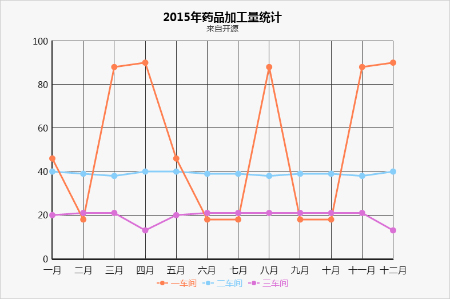 2015年药品加工量统计
来自开源
100
80
60
40
20
0
一月 二月 三月 四月 五月 六月 七月 八月 九月 十月 十一月 十二月
一车间 二车间 三车间